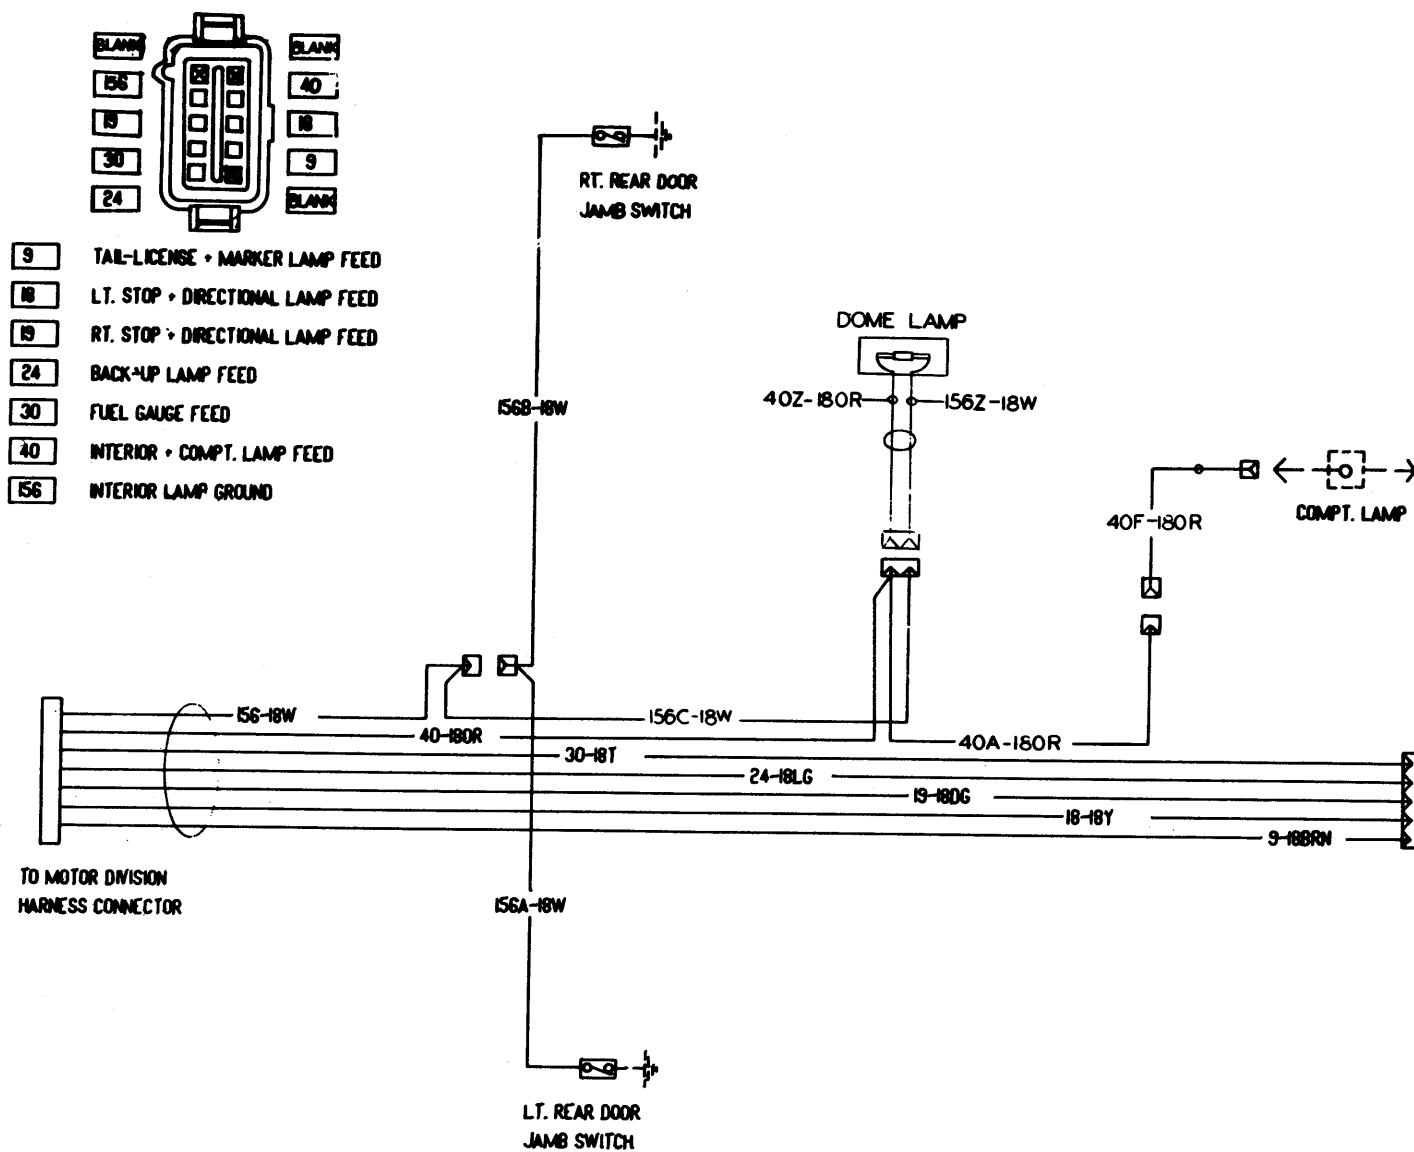 BLANK BLANK
156 40
19 18
30 9
24 BLANK
9 TAIL-LICENSE + MARKER LAMP FEED
18 LT. STOP + DIRECTIONAL LAMP FEED
19 RT. STOP + DIRECTIONAL LAMP FEED
24 BACK-UP LAMP FEED
30 FUEL GAUGE FEED
40 INTERIOR + COMPT. LAMP FEED
156 INTERIOR LAMP GROUND
RT. REAR DOOR
JAMB SWITCH
DOME LAMP
156B-18W
40Z-18OR
156Z-18W
40F-18OR
COMPT. LAMP
156-18W
156C-18W
40-18OR
40A-18OR
30-18T
24-18LG
19-18DG
18-18Y
9-18BRN
TO MOTOR DIVISION
HARNESS CONNECTOR
156A-18W
LT. REAR DOOR
JAMB SWITCH